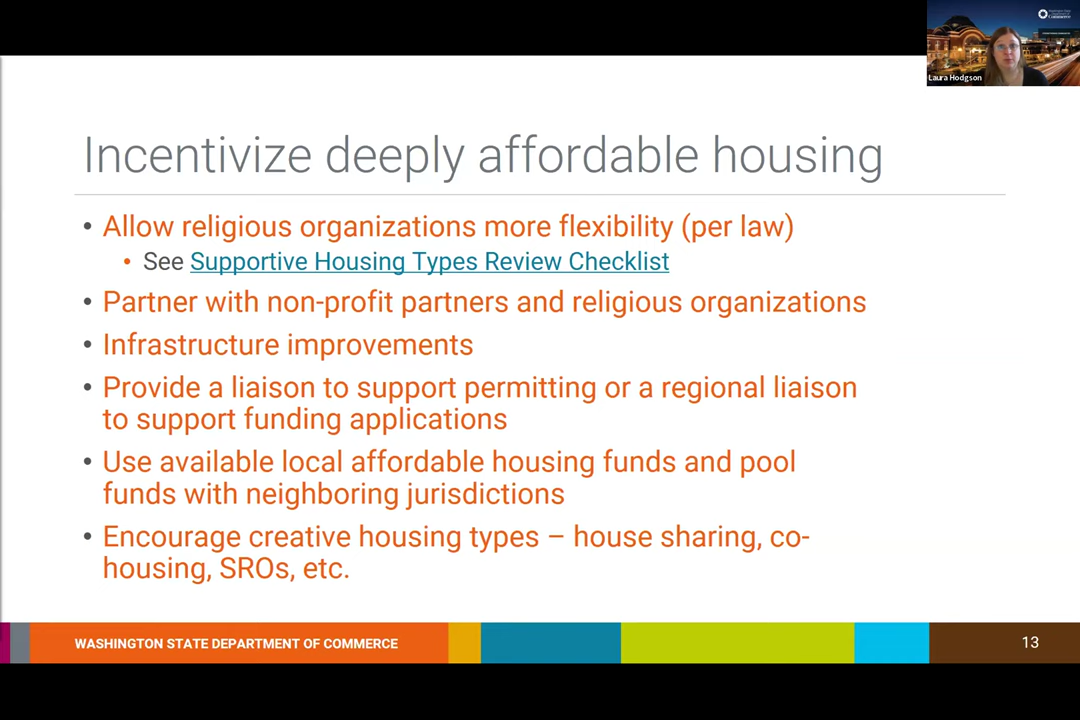 Laura Hodgson
Incentivize deeply affordable housing
• Allow religious organizations more flexibility (per law)
• See Supportive Housing Types Review Checklist
• Partner with non-profit partners and religious organizations
• Infrastructure improvements
• Provide a liaison to support permitting or a regional liaison
to support funding applications
• Use available local affordable housing funds and pool
funds with neighboring jurisdictions
• Encourage creative housing types – house sharing, co-
housing, SROs, etc.
WASHINGTON STATE DEPARTMENT OF COMMERCE
13